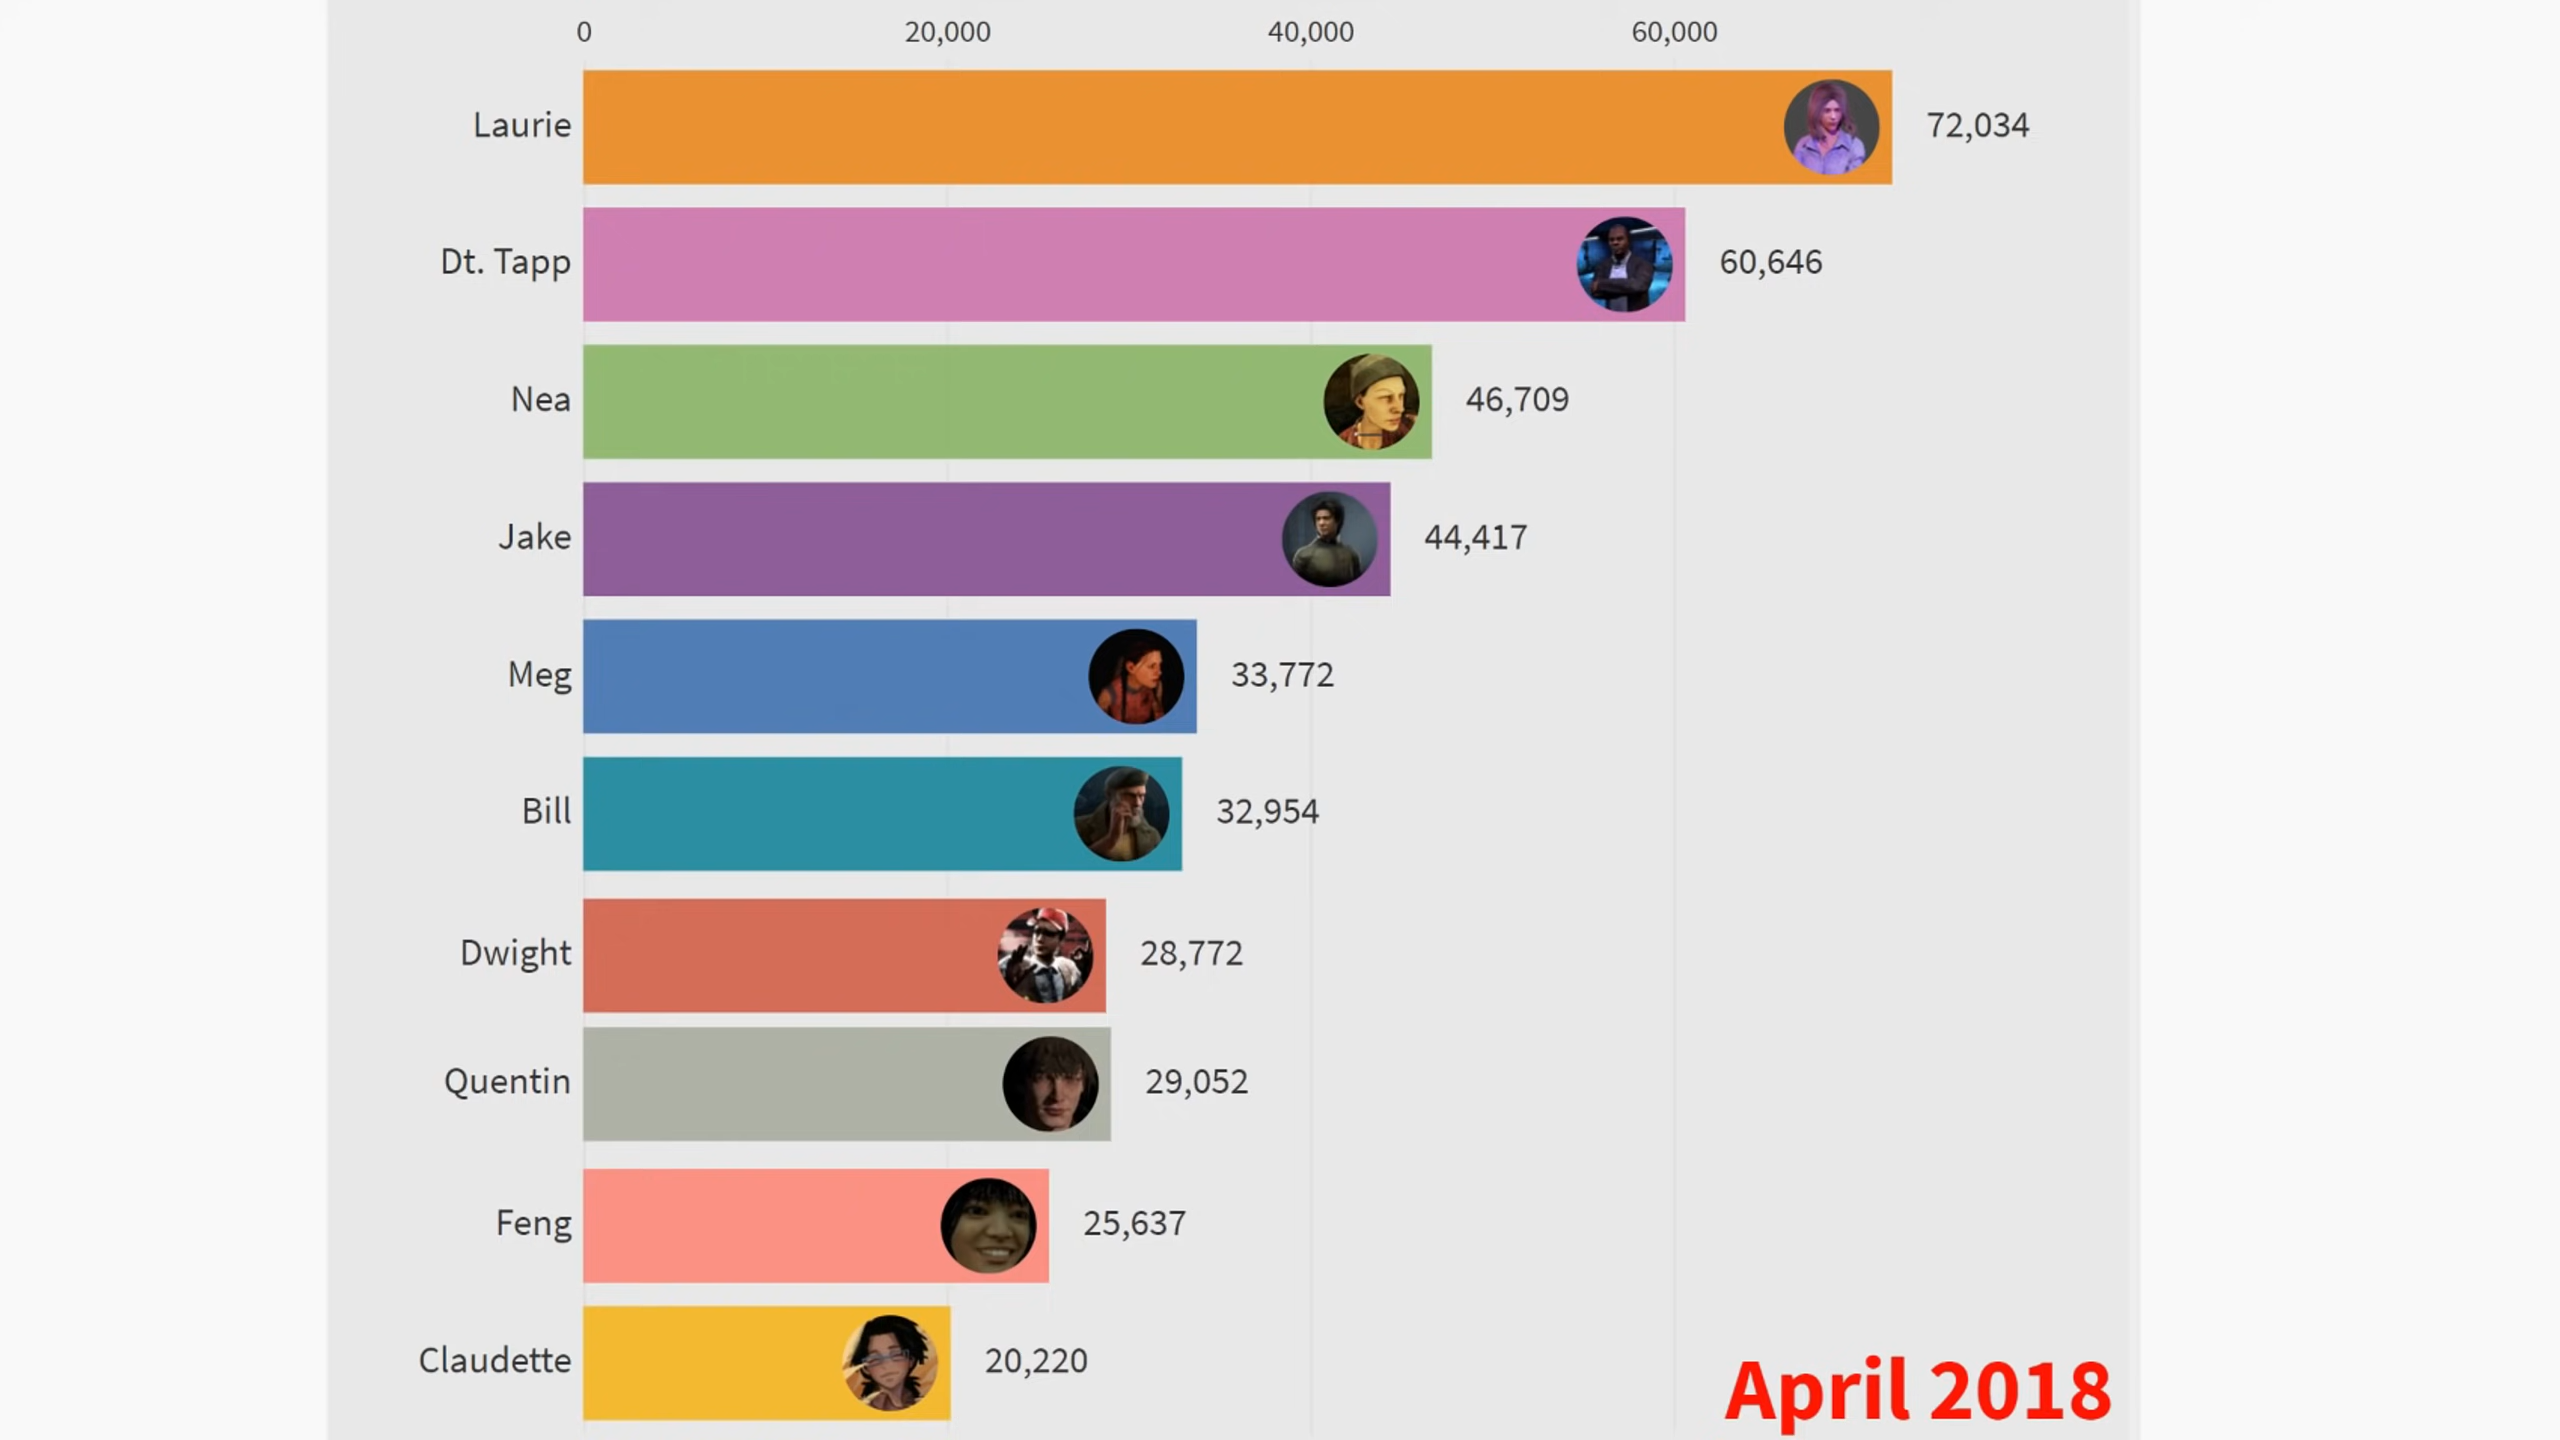 0 20,000 40,000 60,000
Laurie 72,034
Dt. Tapp 60,646
Nea 46,709
Jake 44,417
Meg 33,772
Bill 32,954
Dwight 28,772
Quentin 29,052
Feng 25,637
Claudette 20,220
April 2018